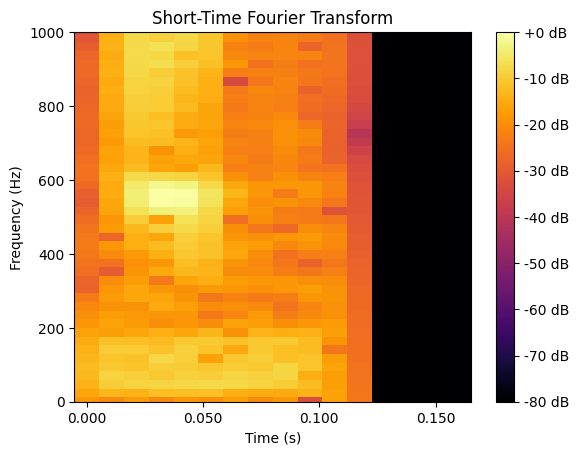 Short-Time Fourier Transform
1000
800
600
400
200
0
Frequency (Hz)
0.000
0.050
0.100
0.150
Time (s)
+0 dB
-10 dB
-20 dB
-30 dB
-40 dB
-50 dB
-60 dB
-70 dB
-80 dB